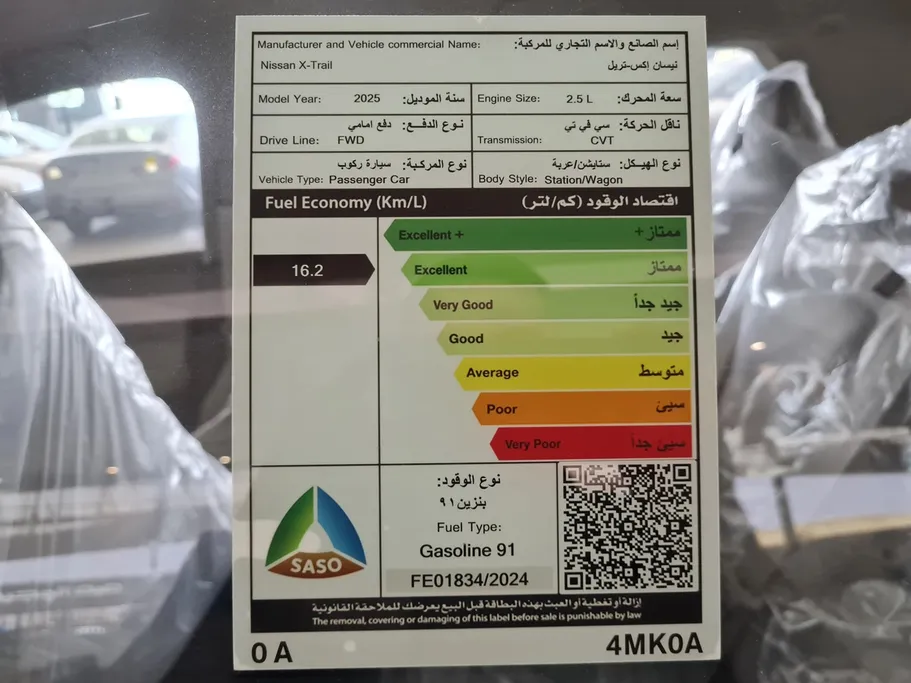 Manufacturer and Vehicle commercial Name: إسم الصانع والاسم التجاري للمركبة:
Nissan X-Trail نيسان إكس-تريل
Model Year: 2025 سنة الموديل:
Engine Size: 2.5 L سعة المحرك:
نوع الدفع: دفع امامي
Drive Line: FWD
ناقل الحركة: سي في تي
Transmission: CVT
نوع المركبة: سيارة ركوب
Vehicle Type: Passenger Car
نوع الهيكل: ستايشن/عربة
Body Style: Station/Wagon
Fuel Economy (Km/L) اقتصاد الوقود (كم/لتر)
Excellent + ممتاز +
16.2
Excellent ممتاز
Very Good جيد جداً
Good جيد
Average متوسط
Poor سيئ
Very Poor سيئ جداً
SASO
نوع الوقود:
بنزين ٩١
Fuel Type:
Gasoline 91
FE01834/2024
إزالة أو تغطية أو العبث بهذه البطاقة قبل البيع يعرضك للملاحقة القانونية
The removal, covering or damaging of this label before sale is punishable by law
0 A 4MK0A